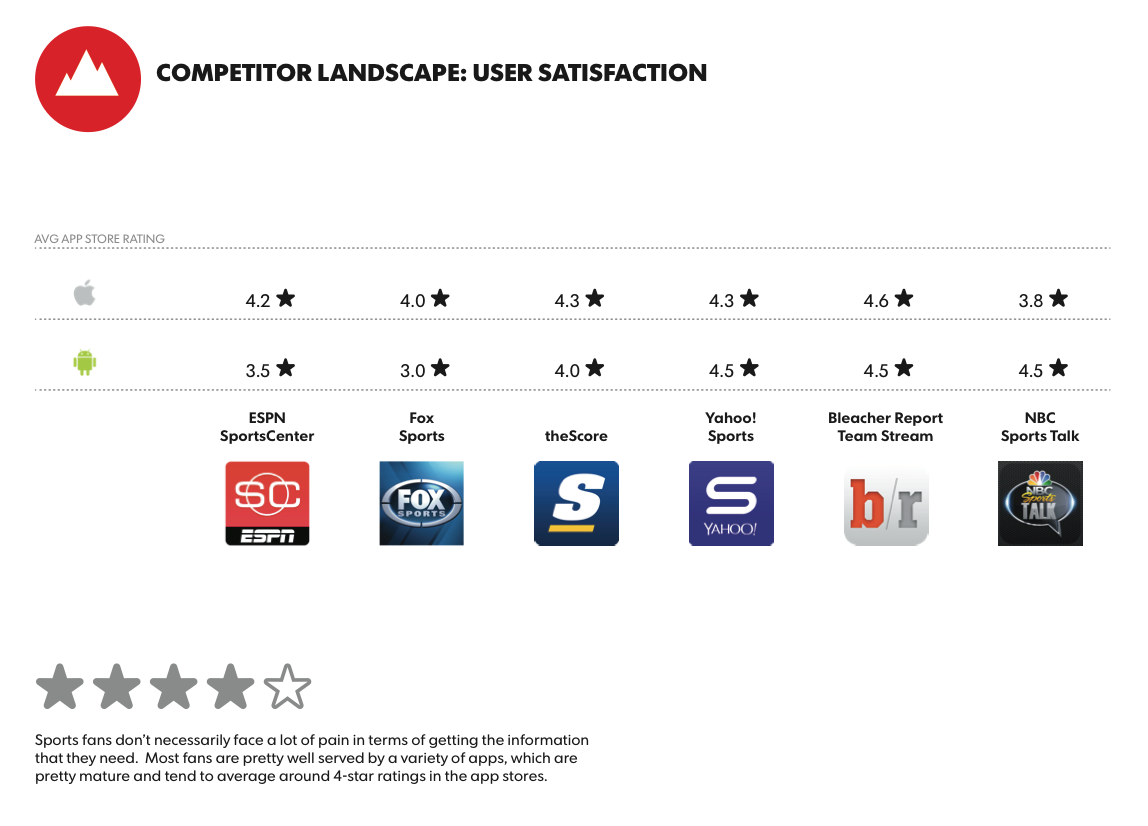 COMPETITOR LANDSCAPE: USER SATISFACTION
AVG APP STORE RATING
4.2 ★ 4.0 ★ 4.3 ★ 4.3 ★ 4.6 ★ 3.8 ★
3.5 ★ 3.0 ★ 4.0 ★ 4.5 ★ 4.5 ★ 4.5 ★
ESPN
SportsCenter
Fox
Sports
theScore
Yahoo!
Sports
Bleacher Report
Team Stream
NBC
Sports Talk
SC
ESPN
FOX
SPORTS
S
S
YAHOO!
b/r
NBC
Sports
TALK
Sports fans don’t necessarily face a lot of pain in terms of getting the information
that they need.  Most fans are pretty well served by a variety of apps, which are
pretty mature and tend to average around 4-star ratings in the app stores.